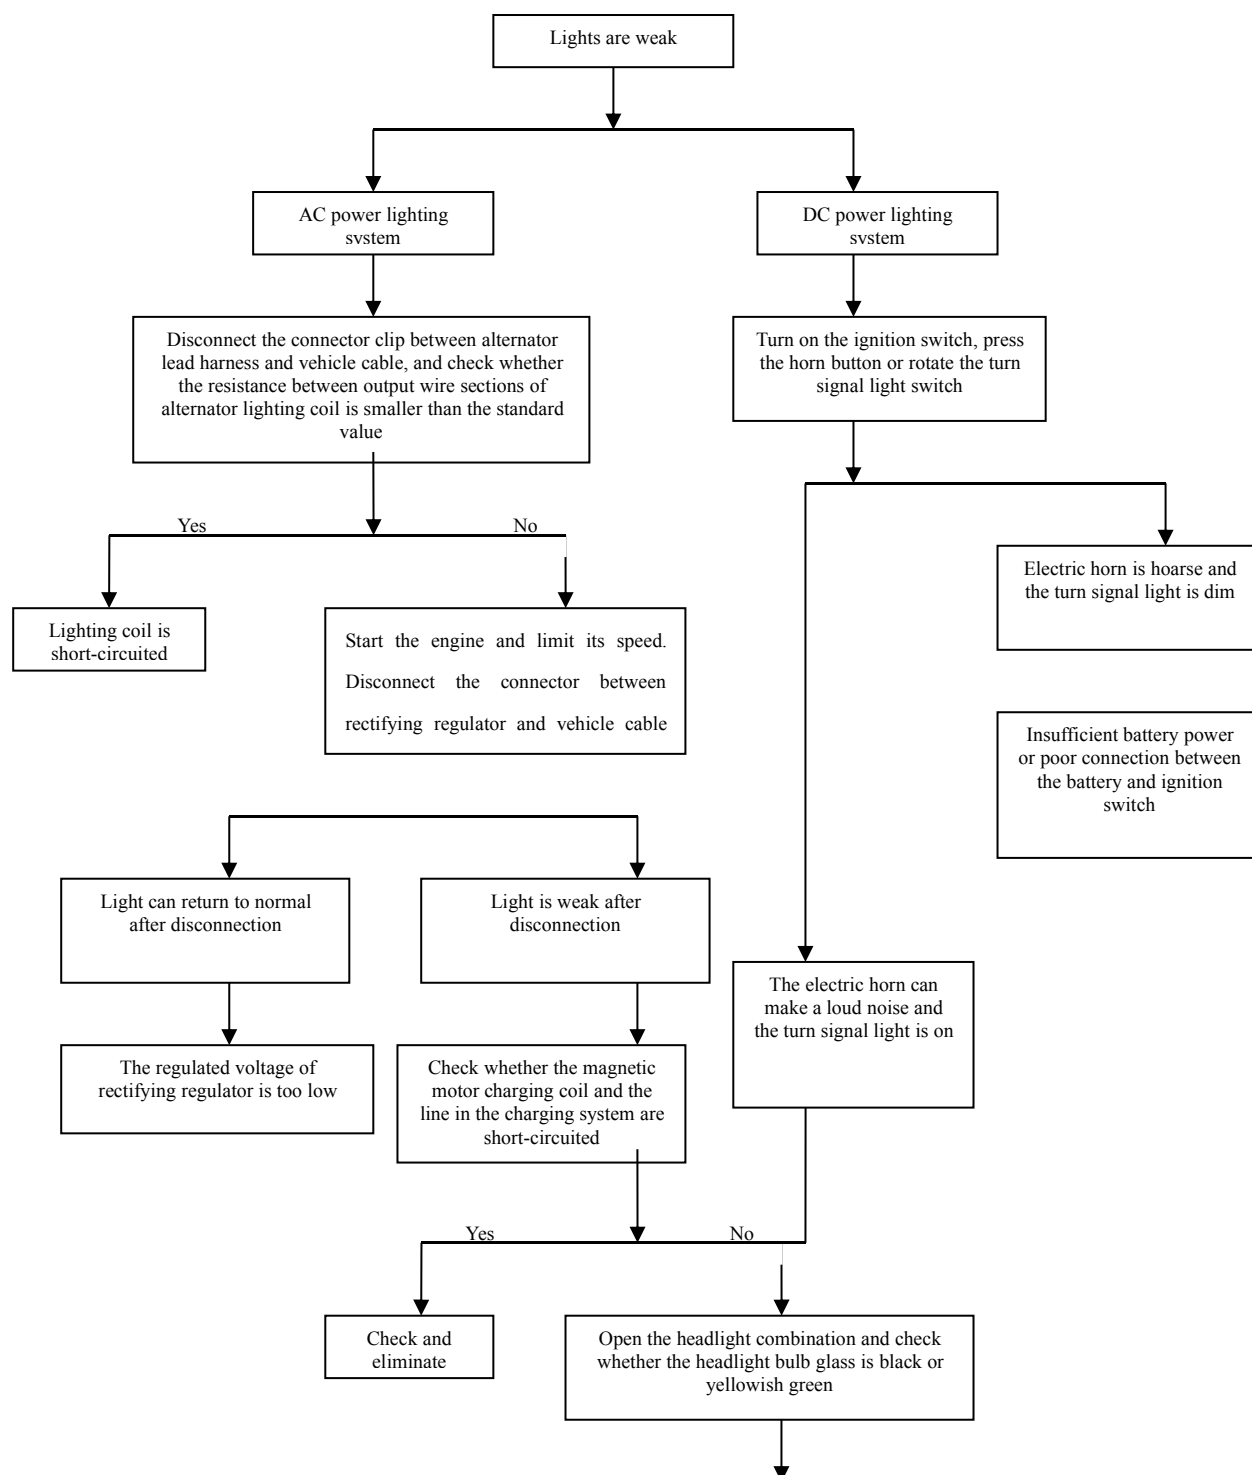 Lights are weak
AC power lighting
system
DC power lighting
system
Disconnect the connector clip between alternator
lead harness and vehicle cable, and check whether
the resistance between output wire sections of
alternator lighting coil is smaller than the standard
value
Turn on the ignition switch, press
the horn button or rotate the turn
signal light switch
Yes
No
Electric horn is hoarse and
the turn signal light is dim
Lighting coil is
short-circuited
Start the engine and limit its speed.
Disconnect the connector between
rectifying regulator and vehicle cable
Insufficient battery power
or poor connection between
the battery and ignition
switch
Light can return to normal
after disconnection
Light is weak after
disconnection
The electric horn can
make a loud noise and
the turn signal light is on
The regulated voltage of
rectifying regulator is too low
Check whether the magnetic
motor charging coil and the
line in the charging system are
short-circuited
Yes
No
Check and
eliminate
Open the headlight combination and check
whether the headlight bulb glass is black or
yellowish green